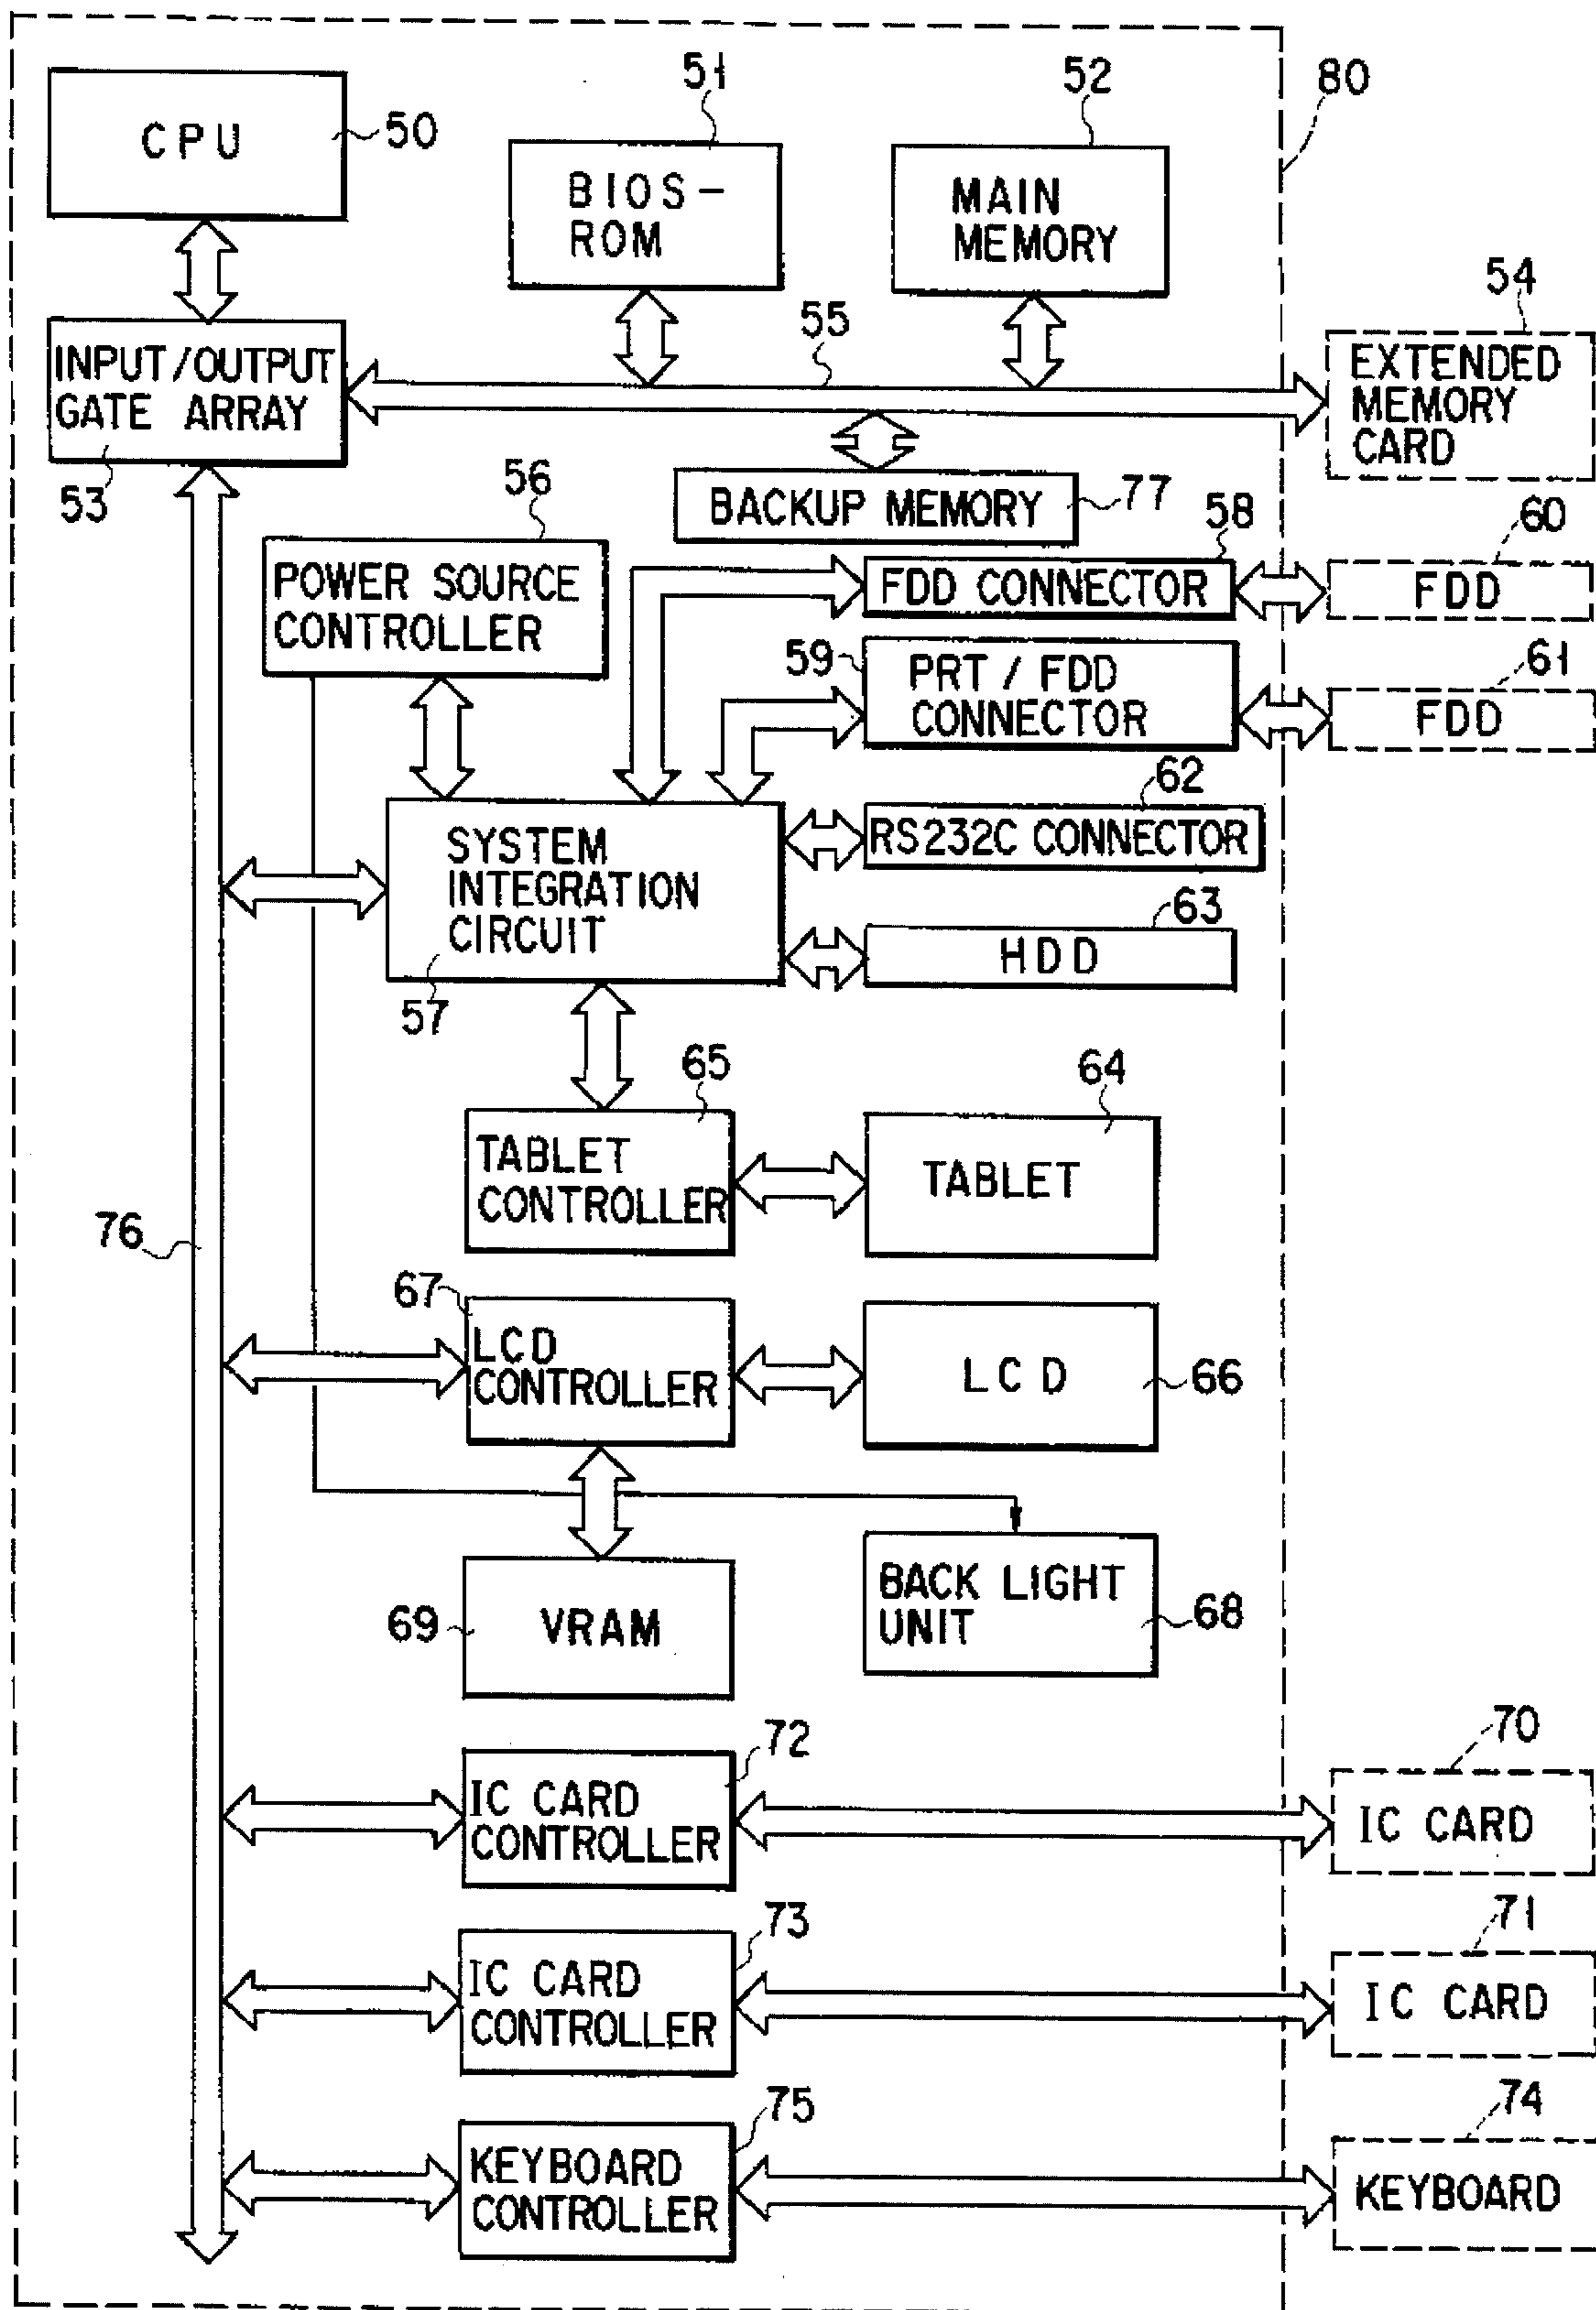 51
52
80
CPU
50
BIOS-
ROM
MAIN
MEMORY
54
55
INPUT/OUTPUT
GATE ARRAY
EXTENDED
MEMORY
CARD
53
56
BACKUP MEMORY
77
58
60
POWER SOURCE
CONTROLLER
FDD CONNECTOR
FDD
59
PRT / FDD
CONNECTOR
61
FDD
62
SYSTEM
INTEGRATION
CIRCUIT
RS232C CONNECTOR
63
HDD
57
65
64
TABLET
CONTROLLER
TABLET
76
67
LCD
CONTROLLER
LCD
66
69
VRAM
BACK LIGHT
UNIT
68
72
70
IC CARD
CONTROLLER
IC CARD
73
71
IC CARD
CONTROLLER
IC CARD
75
74
KEYBOARD
CONTROLLER
KEYBOARD